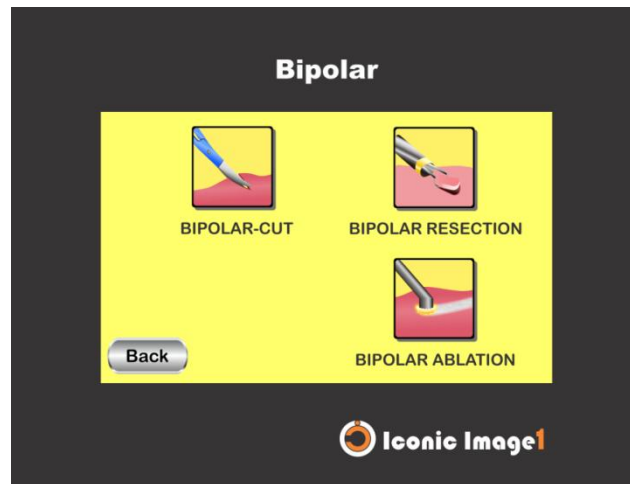 Bipolar
BIPOLAR-CUT
BIPOLAR RESECTION
BIPOLAR ABLATION
Back
Iconic Image1